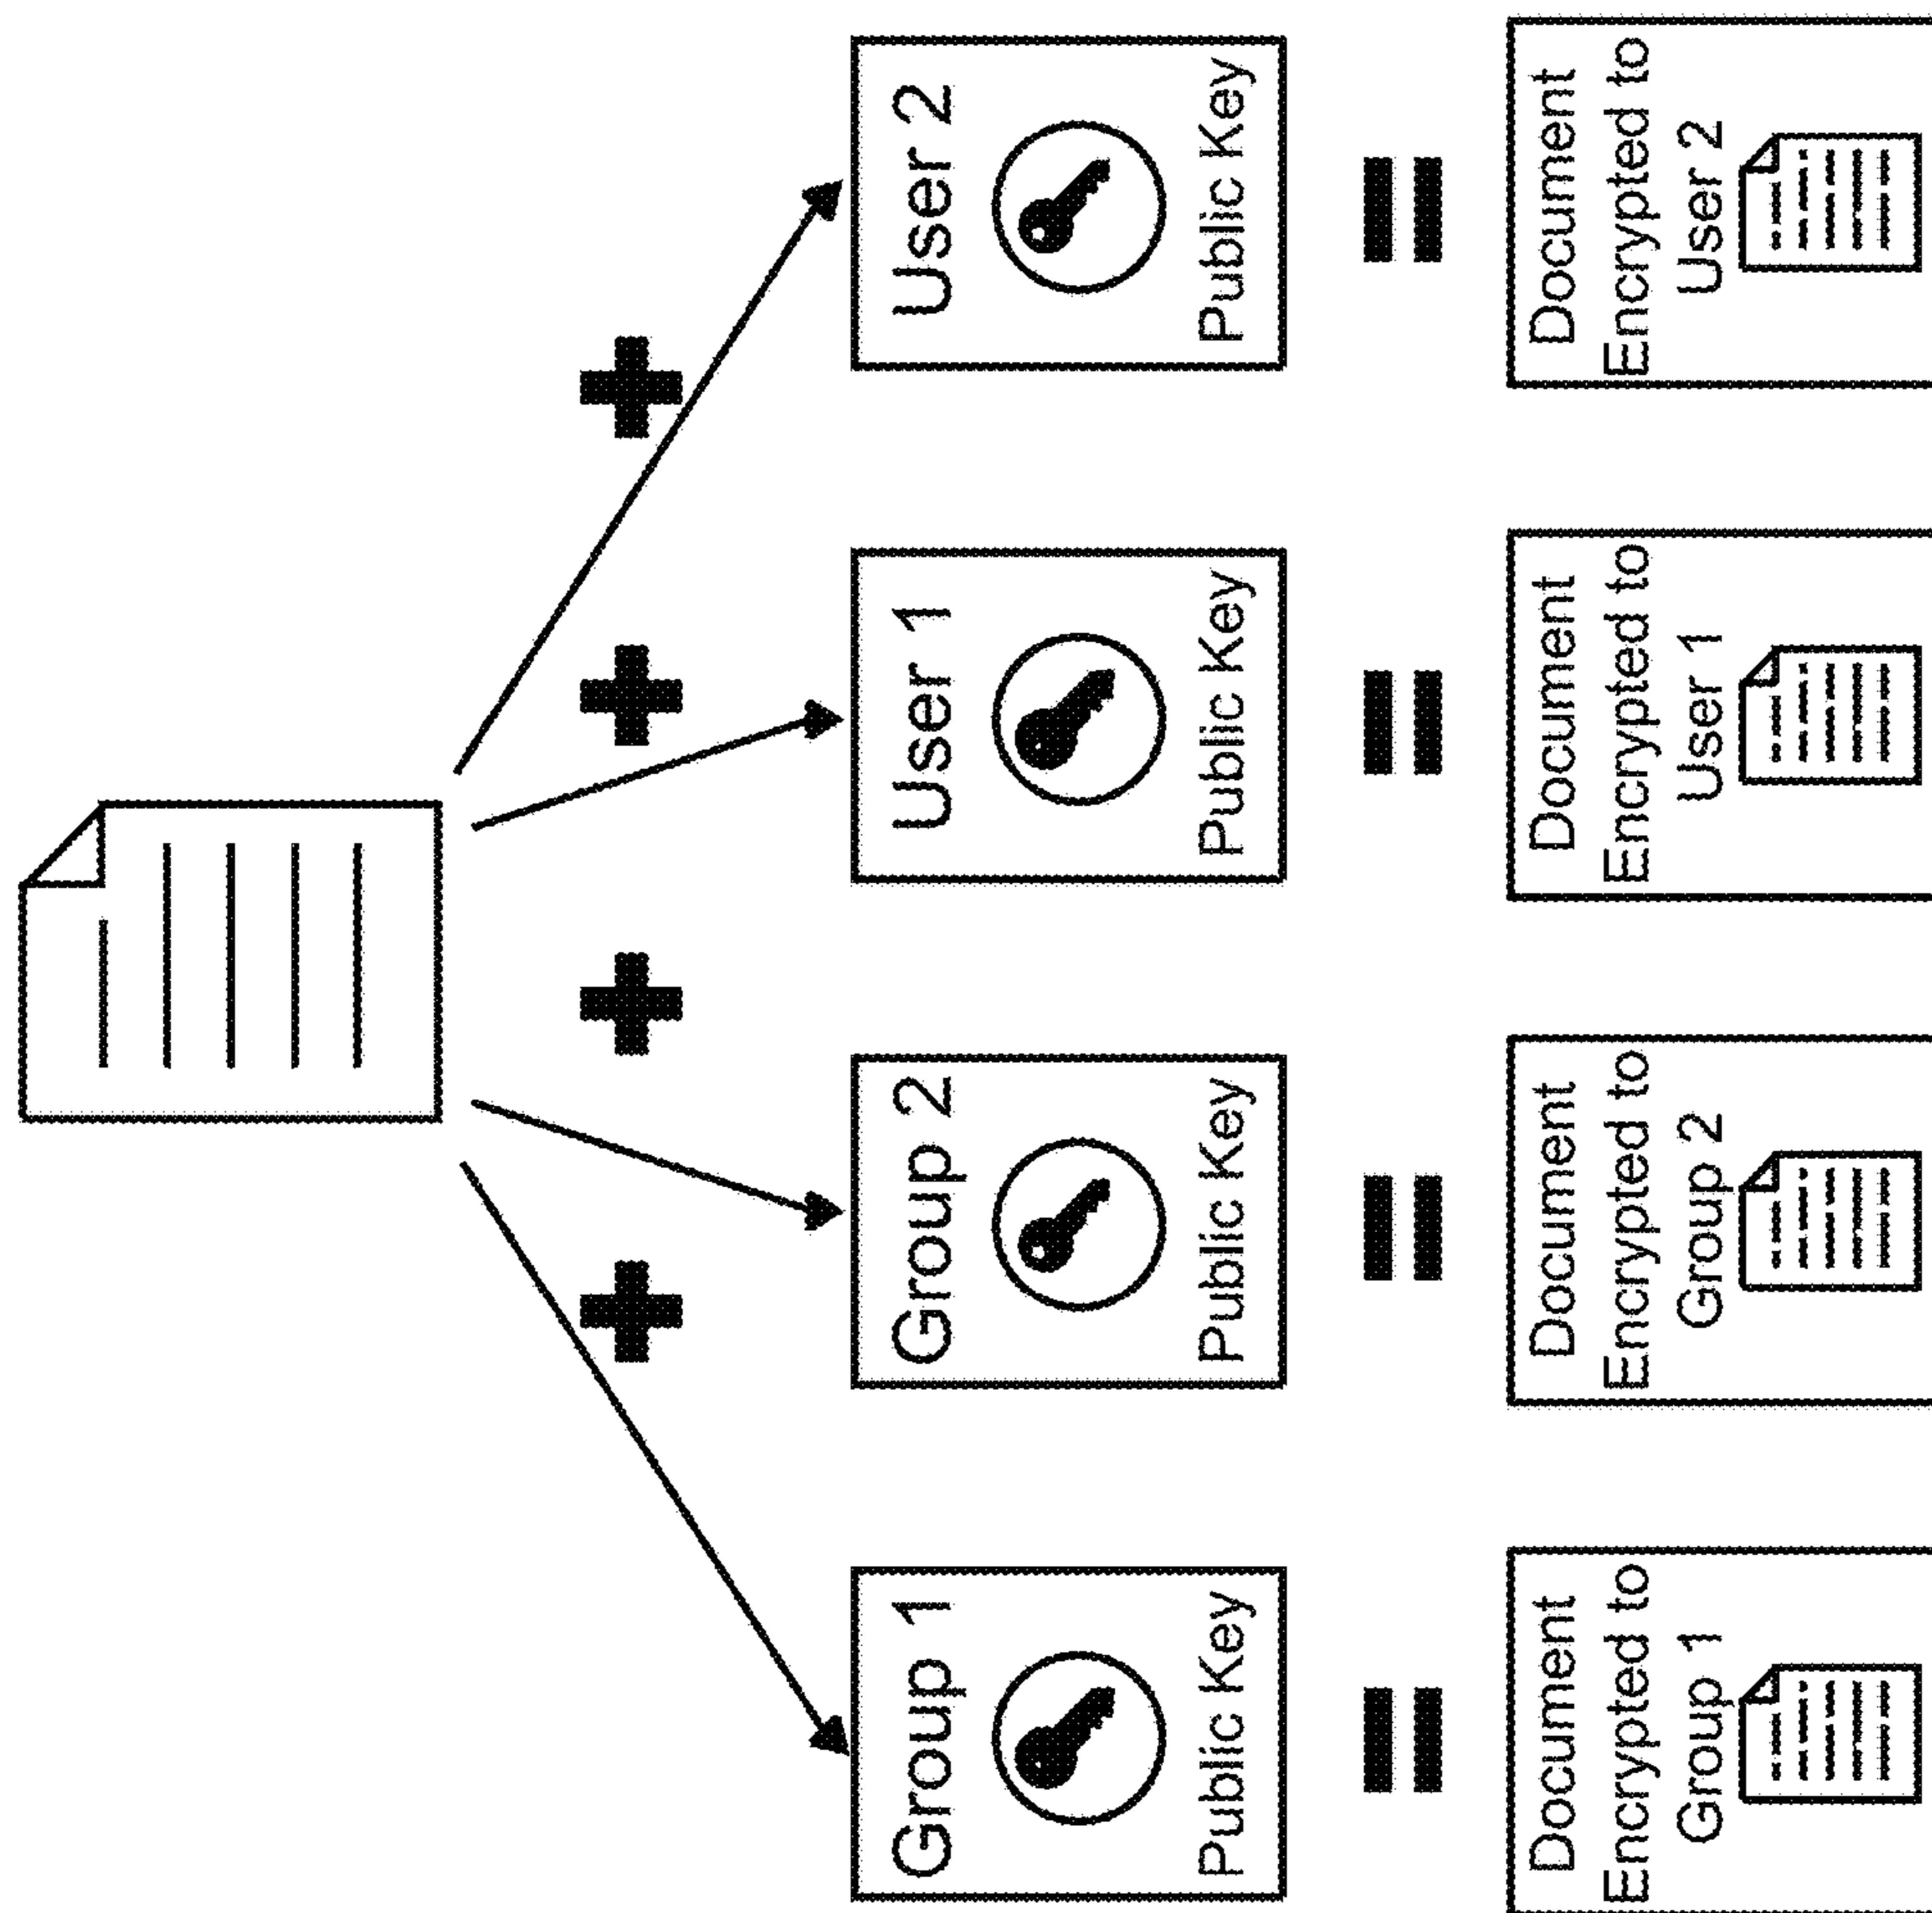 Group 1
Public Key
Group 2
Public Key
User 1
Public Key
User 2
Public Key
Document
Encrypted to
Group 1
Document
Encrypted to
Group 2
Document
Encrypted to
User 1
Document
Encrypted to
User 2